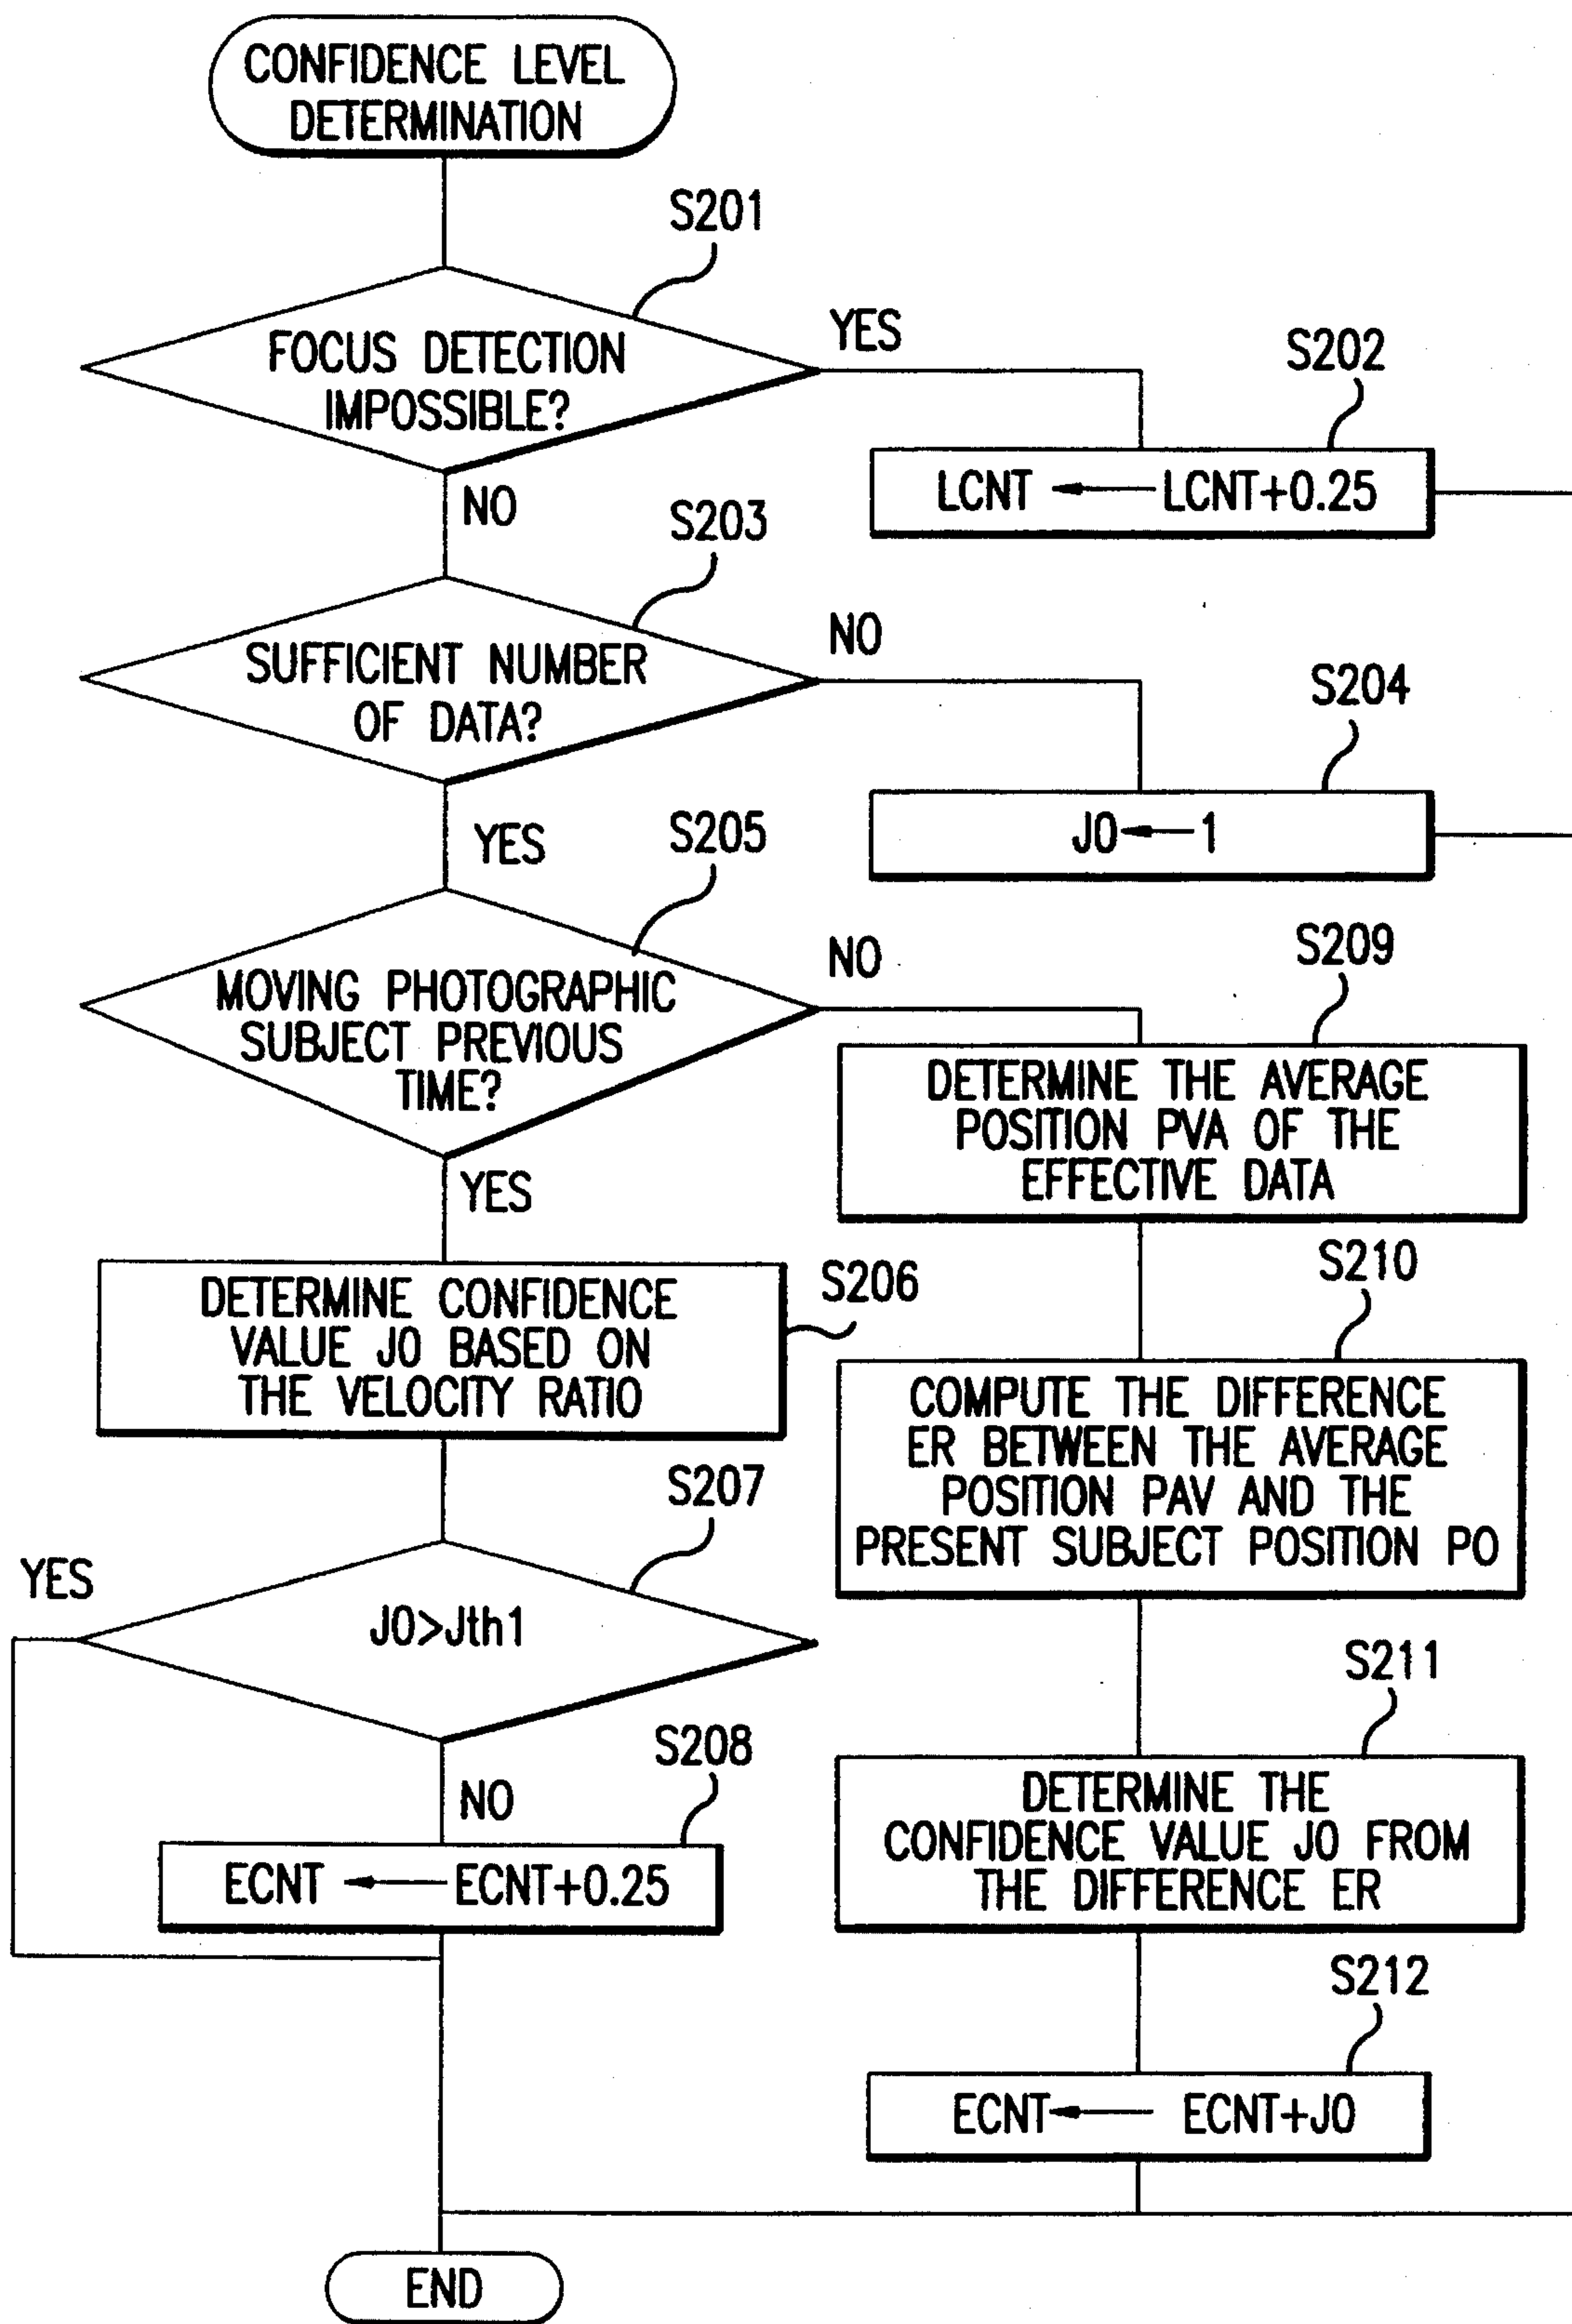 CONFIDENCE LEVEL
DETERMINATION
S201
FOCUS DETECTION
IMPOSSIBLE?
YES
S202
LCNT ← LCNT+0.25
NO
S203
SUFFICIENT NUMBER
OF DATA?
NO
S204
J0 ← 1
YES
S205
MOVING PHOTOGRAPHIC
SUBJECT PREVIOUS
TIME?
NO
S209
DETERMINE THE AVERAGE
POSITION PVA OF THE
EFFECTIVE DATA
YES
S206
DETERMINE CONFIDENCE
VALUE J0 BASED ON
THE VELOCITY RATIO
S210
COMPUTE THE DIFFERENCE
ER BETWEEN THE AVERAGE
POSITION PAV AND THE
PRESENT SUBJECT POSITION PO
S207
YES
J0>Jth1
S211
DETERMINE THE
CONFIDENCE VALUE J0 FROM
THE DIFFERENCE ER
NO
S208
ECNT ← ECNT+0.25
S212
ECNT ← ECNT+J0
END